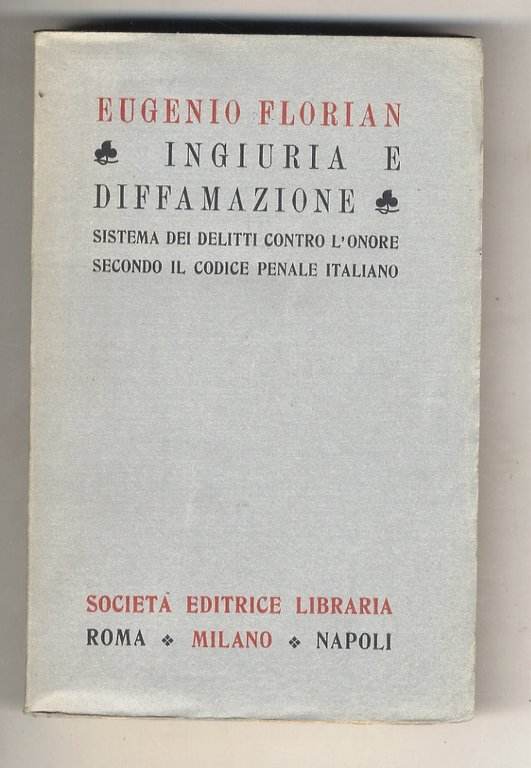 EUGENIO FLORIAN
INGIURIA E
DIFFAMAZIONE
SISTEMA DEI DELITTI CONTRO L'ONORE
SECONDO IL CODICE PENALE ITALIANO
SOCIETÀ EDITRICE LIBRARIA
ROMA ❖ MILANO ❖ NAPOLI